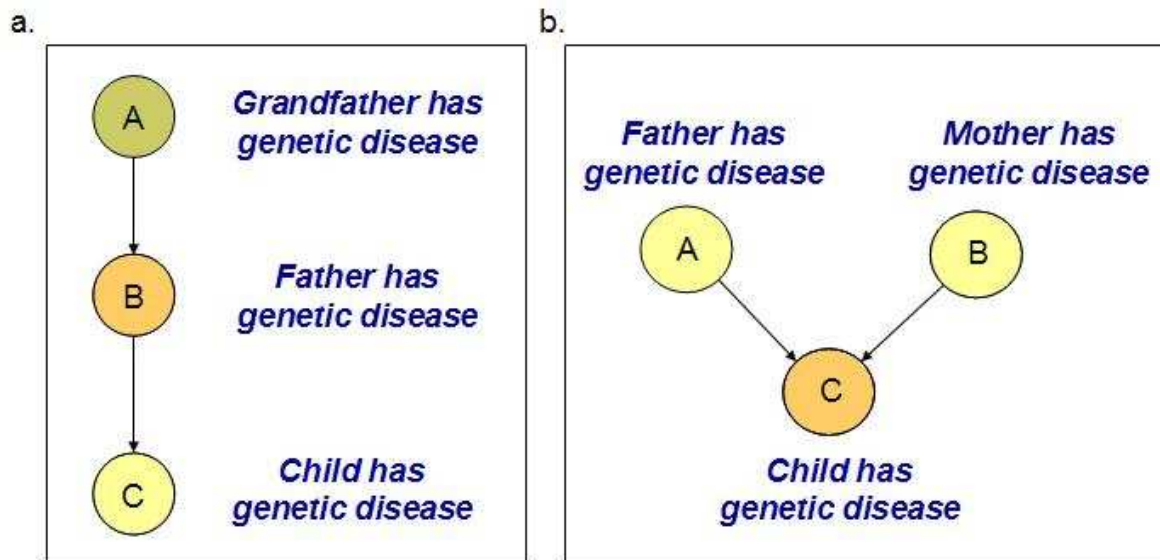 a.
A
Grandfather has
genetic disease
B
Father has
genetic disease
C
Child has
genetic disease
b.
Father has
genetic disease
Mother has
genetic disease
A
B
C
Child has
genetic disease